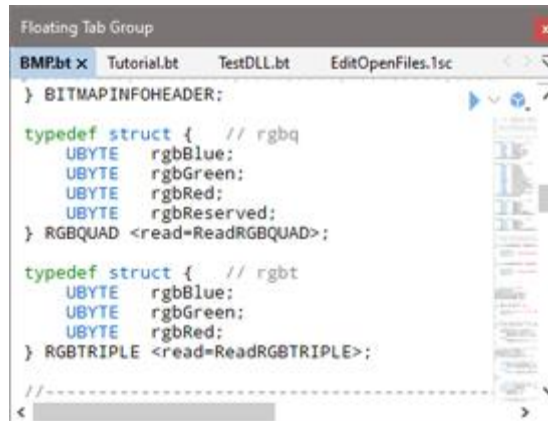 Floating Tab Group
BMP.bt × Tutorial.bt TestDLL.bt EditOpenFiles.1sc
} BITMAPINFOHEADER;
typedef struct {   // rgbq
    UBYTE   rgbBlue;
    UBYTE   rgbGreen;
    UBYTE   rgbRed;
    UBYTE   rgbReserved;
} RGBQUAD <read=ReadRGBQUAD>;
typedef struct {   // rgbt
    UBYTE   rgbBlue;
    UBYTE   rgbGreen;
    UBYTE   rgbRed;
} RGBTRIPLE <read=ReadRGBTRIPLE>;
//--------------------------------------------